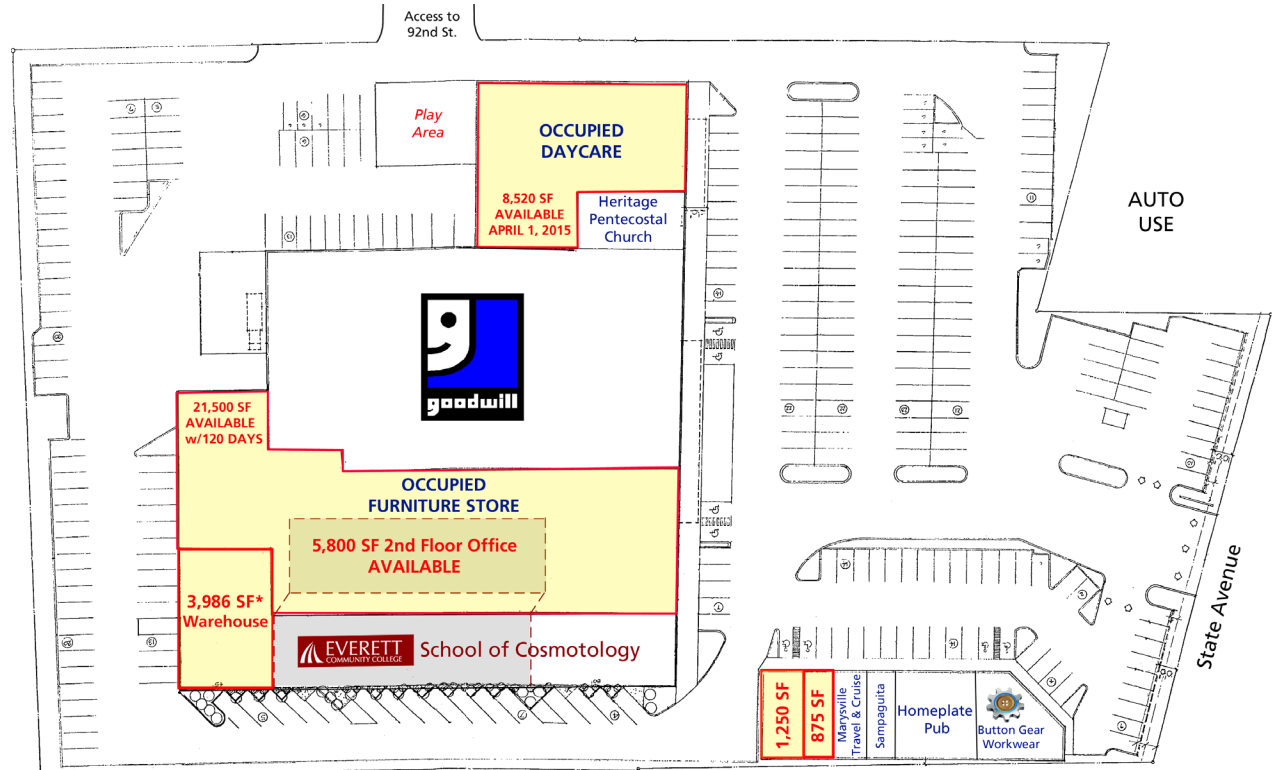 Access to
92nd St.
Play
Area
OCCUPIED
DAYCARE
8,520 SF
AVAILABLE
APRIL 1, 2015
Heritage
Pentecostal
Church
AUTO
USE
goodwill
21,500 SF
AVAILABLE
w/120 DAYS
OCCUPIED
FURNITURE STORE
5,800 SF 2nd Floor Office
AVAILABLE
3,986 SF*
Warehouse
EVERETT
COMMUNITY COLLEGE
School of Cosmotology
State Avenue
1,250 SF
875 SF
Marysville
Travel & Cruise
Sampaguita
Homeplate
Pub
Button Gear
Workwear